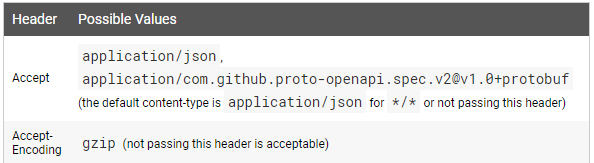 Header Possible Values
application/json,
Accept application/com.github.proto-openapi.spec.v2@v1.0+protobuf
(the default content-type is application/json for */* or not passing this header)
Accept-
Encoding gzip (not passing this header is acceptable)